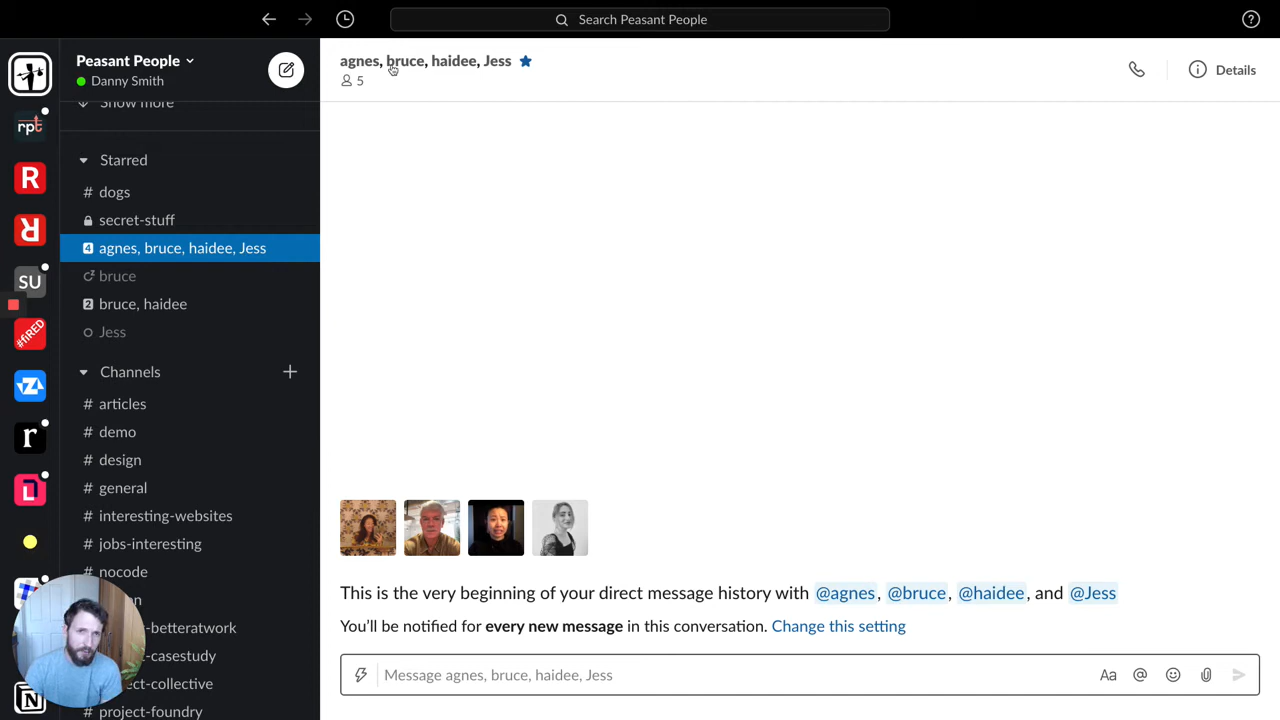 Search Peasant People
Peasant People
Danny Smith
Show more
Starred
# dogs
secret-stuff
4 agnes, bruce, haidee, Jess
bruce
2 bruce, haidee
Jess
Channels
# articles
# demo
# design
# general
# interesting-websites
# jobs-interesting
nocode
-betteratwork
-casestudy
ct-collective
project-foundry
rpt
R
R
SU
#fiRED
Z
r
N
agnes, bruce, haidee, Jess
5
Details
This is the very beginning of your direct message history with @agnes, @bruce, @haidee, and @Jess
You’ll be notified for every new message in this conversation. Change this setting
Message agnes, bruce, haidee, Jess
Aa